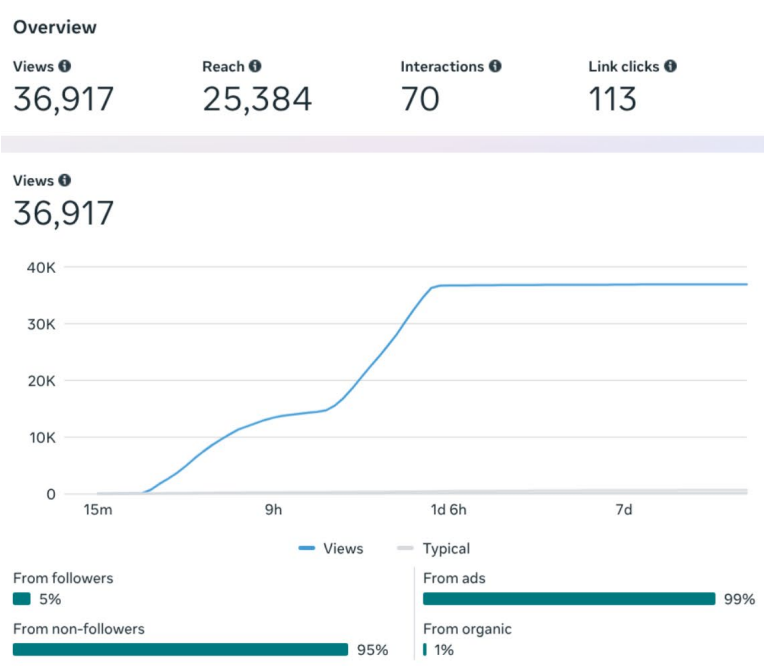 Overview
Views Reach Interactions Link clicks
36,917 25,384 70 113
Views
36,917
40K
30K
20K
10K
0
15m 9h 1d 6h 7d
Views Typical
From followers
5%
From non-followers
95%
From ads
99%
From organic
1%